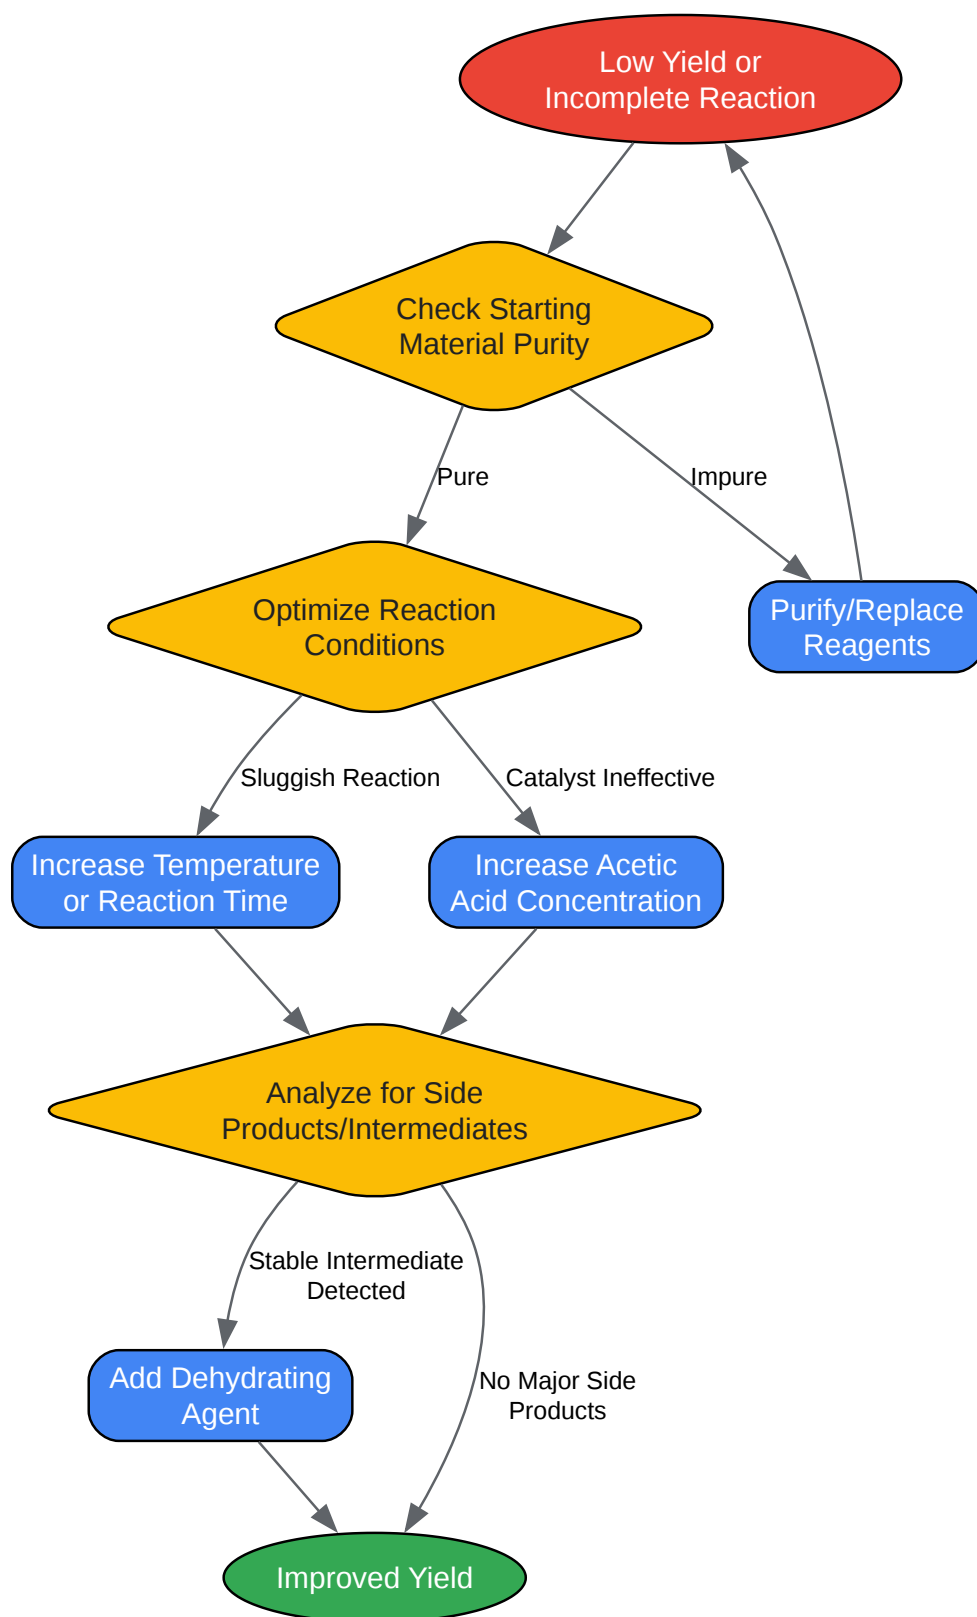 Low Yield or
Incomplete Reaction
Check Starting
Material Purity
Pure
Impure
Optimize Reaction
Conditions
Purify/Replace
Reagents
Sluggish Reaction
Catalyst Ineffective
Increase Temperature
or Reaction Time
Increase Acetic
Acid Concentration
Analyze for Side
Products/Intermediates
Stable Intermediate
Detected
Add Dehydrating
Agent
No Major Side
Products
Improved Yield